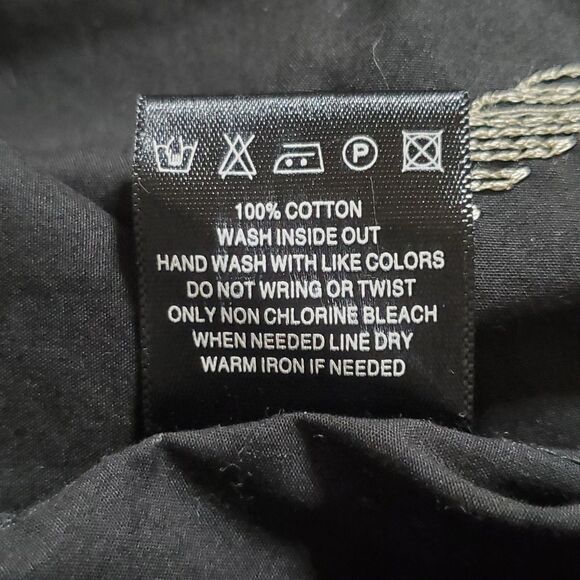 P
100% COTTON
WASH INSIDE OUT
HAND WASH WITH LIKE COLORS
DO NOT WRING OR TWIST
ONLY NON CHLORINE BLEACH
WHEN NEEDED LINE DRY
WARM IRON IF NEEDED